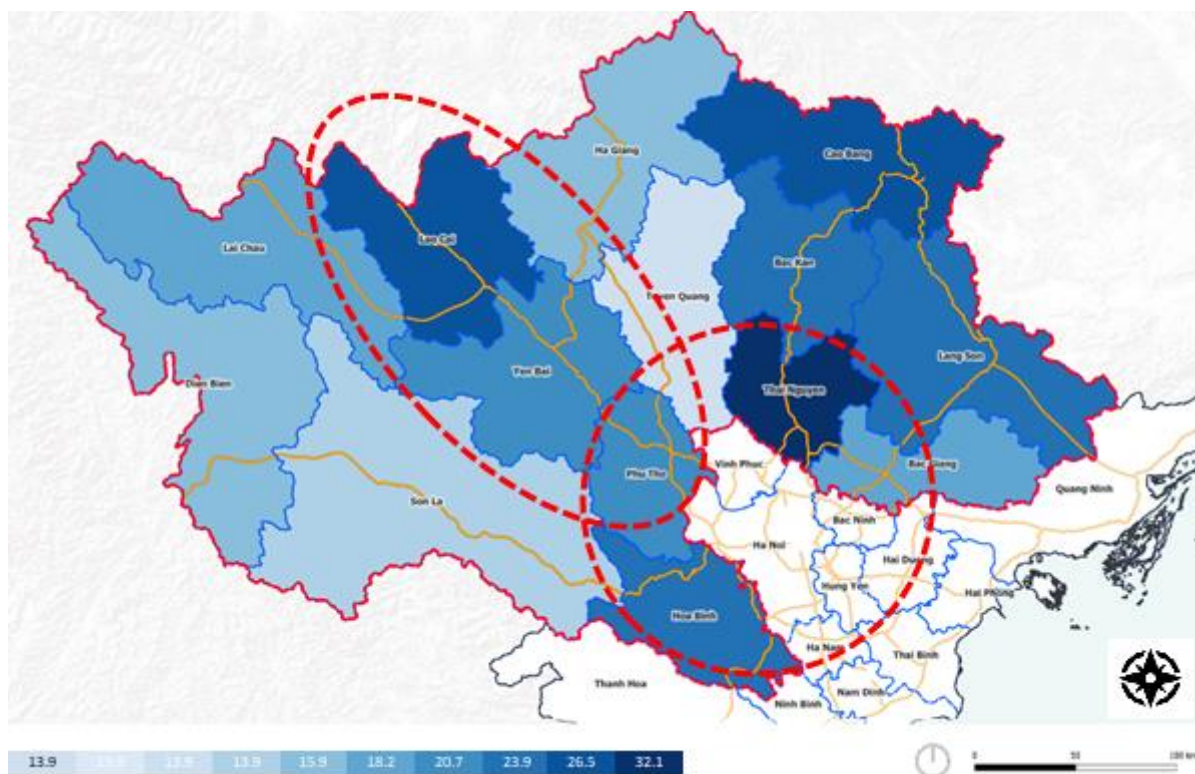 Ha Giang
Cao Bang
Lao Cai
Lai Chau
Bac Kan
Tuyen Quang
Lang Son
Yen Bai
Dien Bien
Thai Nguyen
Phu Tho
Vinh Phuc
Bac Giang
Quang Ninh
Son La
Bac Ninh
Ha Noi
Hai Duong
Hung Yen
Hai Phong
Hoa Binh
Ha Nam
Thai Binh
Thanh Hoa
Nam Dinh
Ninh Binh
13.9 13.9 13.9 15.9 18.2 20.7 23.9 26.5 32.1
0 50 100 km